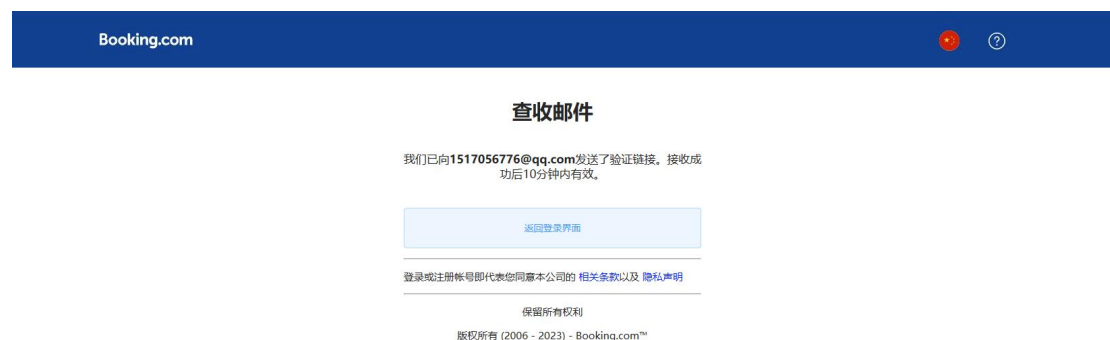 Booking.com
查收邮件
我们已向1517056776@qq.com发送了验证链接。接收成
功后10分钟内有效。
返回登录界面
登录或注册帐号即代表您同意本公司的 相关条款以及 隐私声明
保留所有权利
版权所有 (2006 - 2023) - Booking.com™